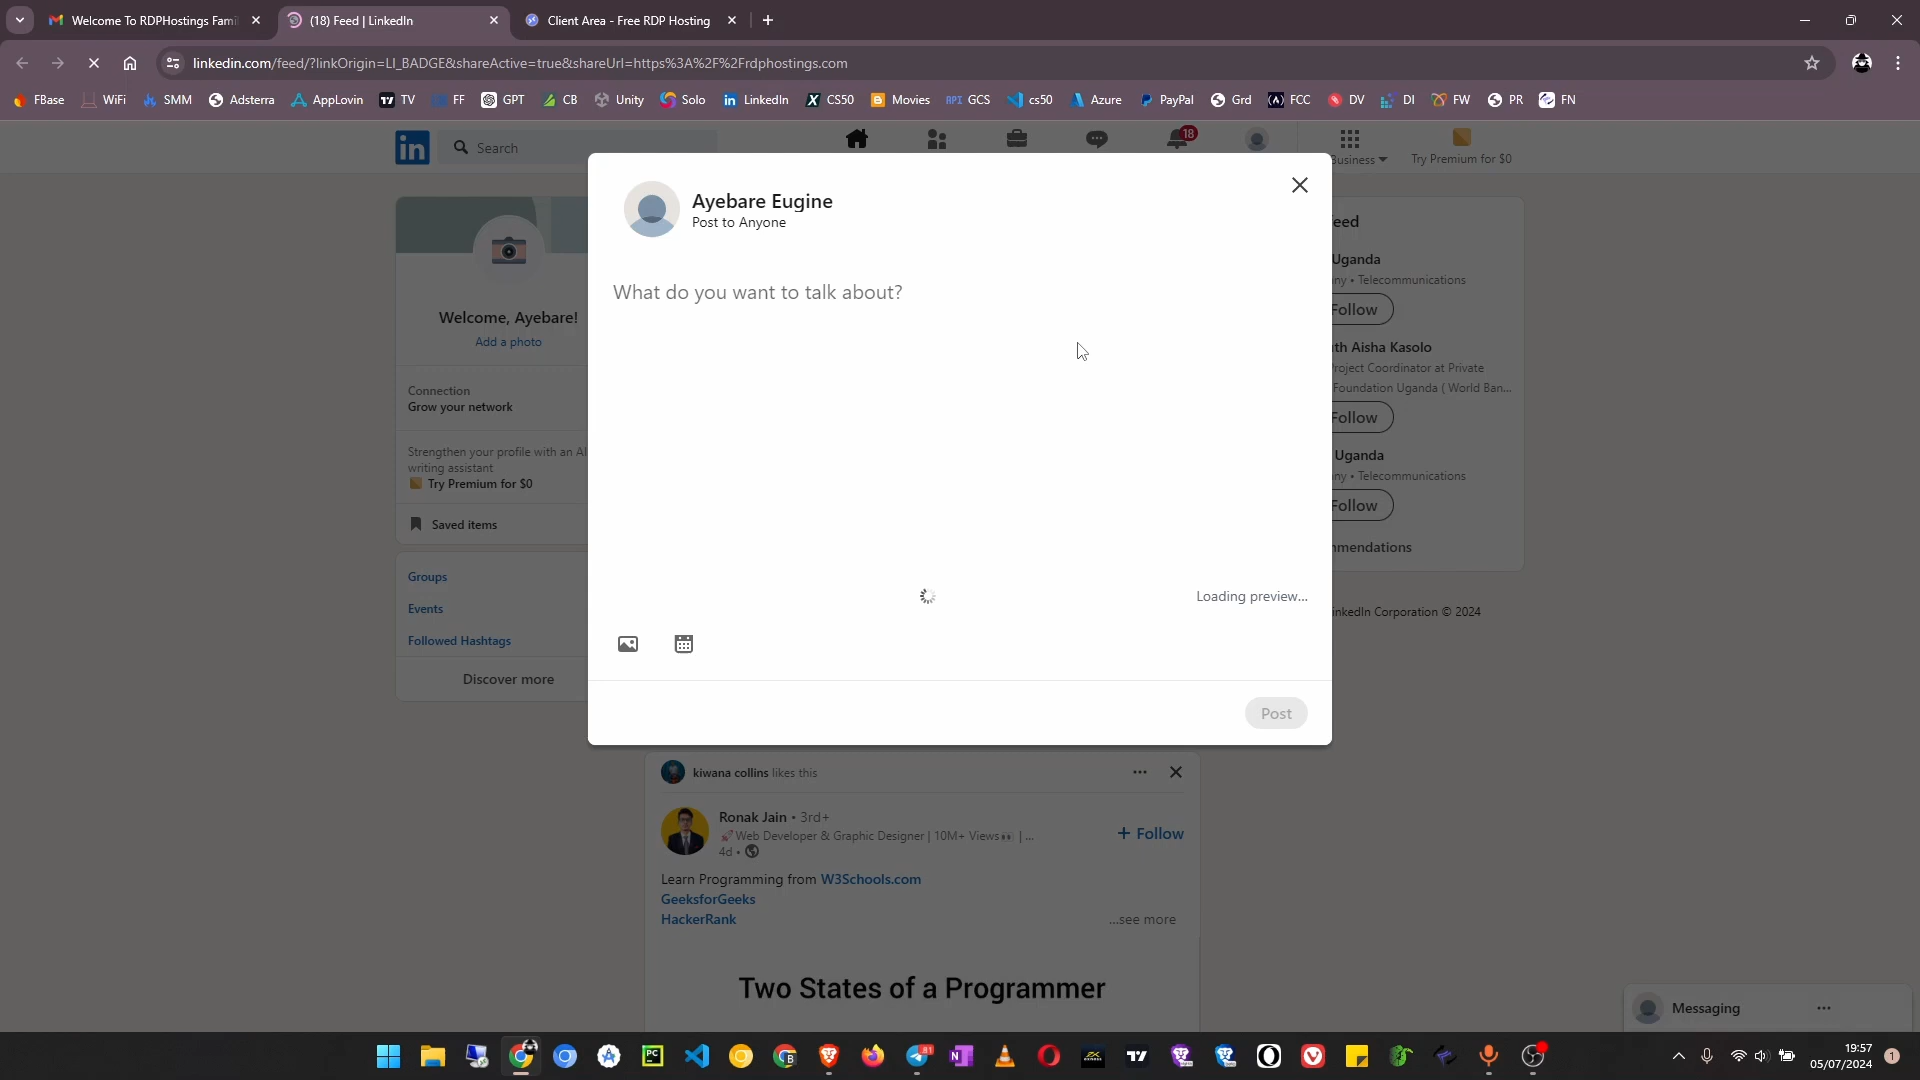 Welcome To RDPHostings Fami
(18) Feed | LinkedIn
Client Area - Free RDP Hosting
linkedin.com/feed/?linkOrigin=LI_BADGE&shareActive=true&shareUrl=https%3A%2F%2Frdphostings.com
FBase
WiFi
SMM
Adsterra
AppLovin
TV
FF
GPT
CB
Unity
Solo
LinkedIn
CS50
Movies
API GCS
cs50
Azure
PayPal
Grd
(A) FCC
DV
DI
FW
PR
FN
in
Search
18
Business
Try Premium for $0
Ayebare Eugine
Post to Anyone
What do you want to talk about?
Loading preview...
Post
Welcome, Ayebare!
Add a photo
Connection
Grow your network
Strengthen your profile with an AI
writing assistant
Try Premium for $0
Saved items
Groups
Events
Followed Hashtags
Discover more
eed
Uganda
ny • Telecommunications
Follow
th Aisha Kasolo
roject Coordinator at Private
Foundation Uganda ( World Ban...
Follow
Uganda
ny • Telecommunications
Follow
mmendations
inkedIn Corporation © 2024
kiwana collins likes this
Ronak Jain • 3rd+
Web Developer & Graphic Designer | 10M+ Views | ...
4d •
+ Follow
Learn Programming from W3Schools.com
GeeksforGeeks
HackerRank
...see more
Two States of a Programmer
Messaging
PC
81
19:57
05/07/2024
1